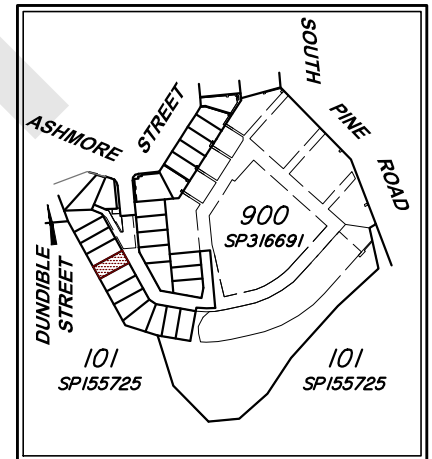 SOUTH
PINE
ROAD
ASHMORE
STREET
900
SP316691
DUNDIBLE
STREET
101
SP155725
101
SP155725